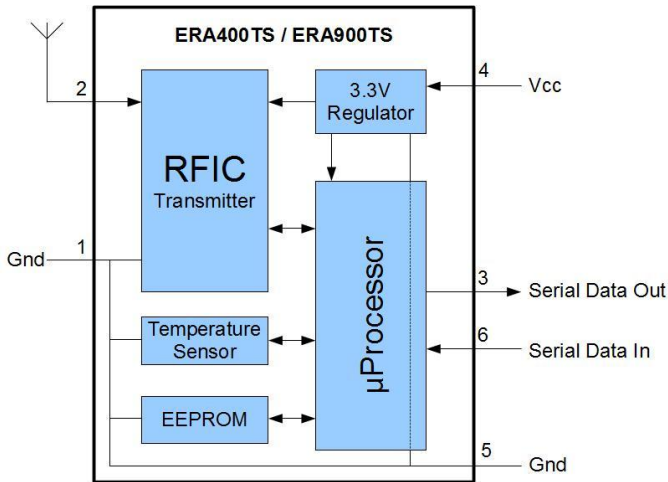 ERA400TS / ERA900TS
2
4
Vcc
3.3V
Regulator
RFIC
Transmitter
1
Gnd
µProcessor
3
Serial Data Out
Temperature
Sensor
6
Serial Data In
EEPROM
5
Gnd